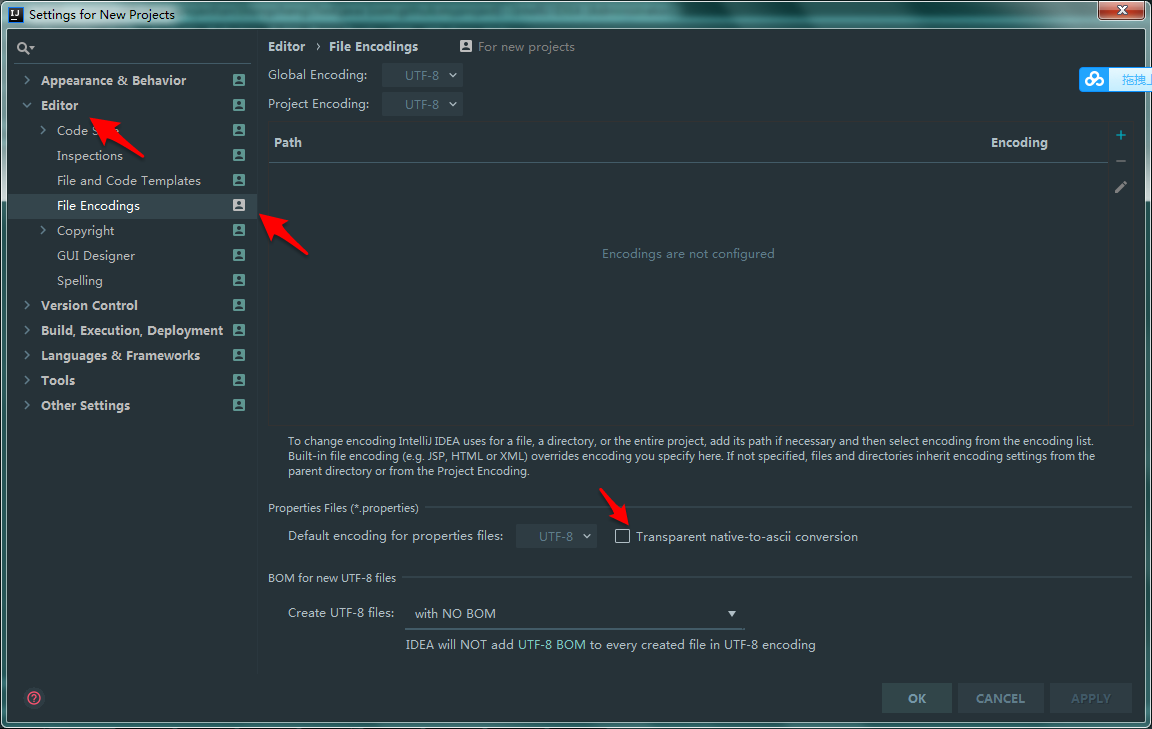 IJ Settings for New Projects
Editor › File Encodings For new projects
Appearance & Behavior
Editor
Code
Inspections
File and Code Templates
File Encodings
Copyright
GUI Designer
Spelling
Version Control
Build, Execution, Deployment
Languages & Frameworks
Tools
Other Settings
Global Encoding: UTF-8
Project Encoding: UTF-8
拖拽
Path Encoding
Encodings are not configured
To change encoding IntelliJ IDEA uses for a file, a directory, or the entire project, add its path if necessary and then select encoding from the encoding list.
Built-in file encoding (e.g. JSP, HTML or XML) overrides encoding you specify here. If not specified, files and directories inherit encoding settings from the
parent directory or from the Project Encoding.
Properties Files (*.properties)
Default encoding for properties files: UTF-8 Transparent native-to-ascii conversion
BOM for new UTF-8 files
Create UTF-8 files: with NO BOM
IDEA will NOT add UTF-8 BOM to every created file in UTF-8 encoding
?
OK CANCEL APPLY